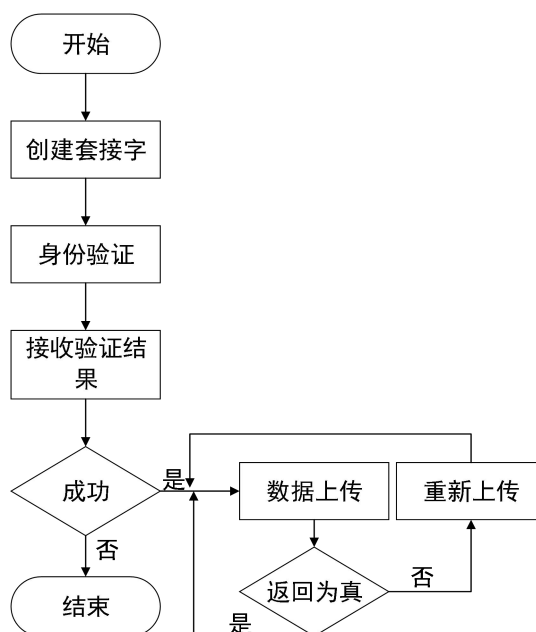 开始
创建套接字
身份验证
接收验证结
果
成功
是
数据上传
重新上传
否
返回为真
否
结束
是